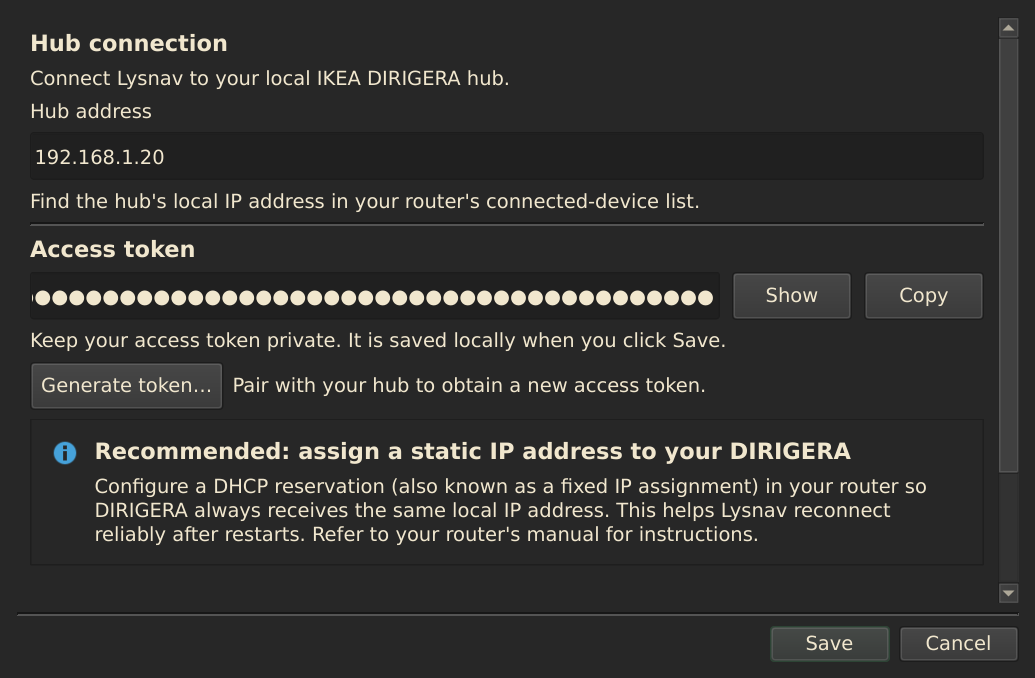 Hub connection
Connect Lysnav to your local IKEA DIRIGERA hub.
Hub address
192.168.1.20
Find the hub's local IP address in your router's connected-device list.
Access token
Show
Copy
Keep your access token private. It is saved locally when you click Save.
Generate token...
Pair with your hub to obtain a new access token.
Recommended: assign a static IP address to your DIRIGERA
Configure a DHCP reservation (also known as a fixed IP assignment) in your router so
DIRIGERA always receives the same local IP address. This helps Lysnav reconnect
reliably after restarts. Refer to your router's manual for instructions.
Save
Cancel